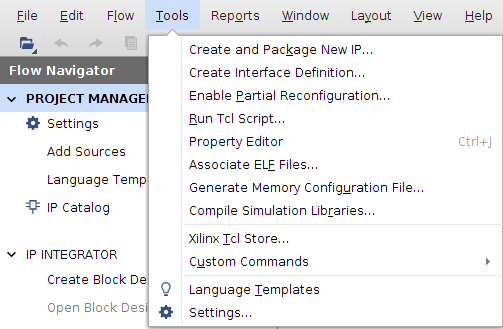 File Edit Flow Tools Reports Window Layout View Help
Flow Navigator
PROJECT MANAGE
Settings
Add Sources
Language Temp
IP Catalog
IP INTEGRATOR
Create Block De
Open Block Desi
Create and Package New IP...
Create Interface Definition...
Enable Partial Reconfiguration...
Run Tcl Script...
Property Editor Ctrl+J
Associate ELF Files...
Generate Memory Configuration File...
Compile Simulation Libraries...
Xilinx Tcl Store...
Custom Commands
Language Templates
Settings...